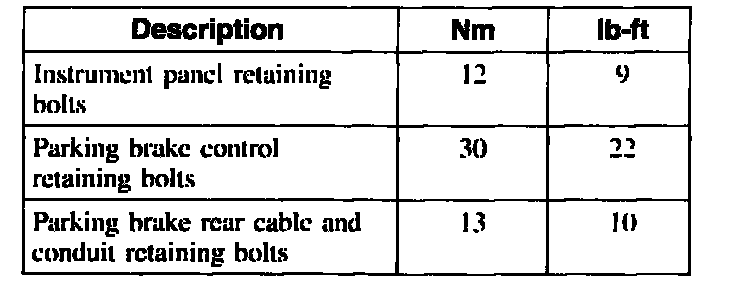 Description Nm lb-ft
Instrument panel retaining 12 9
bolts
Parking brake control 30 22
retaining bolts
Parking brake rear cable and 13 10
conduit retaining bolts